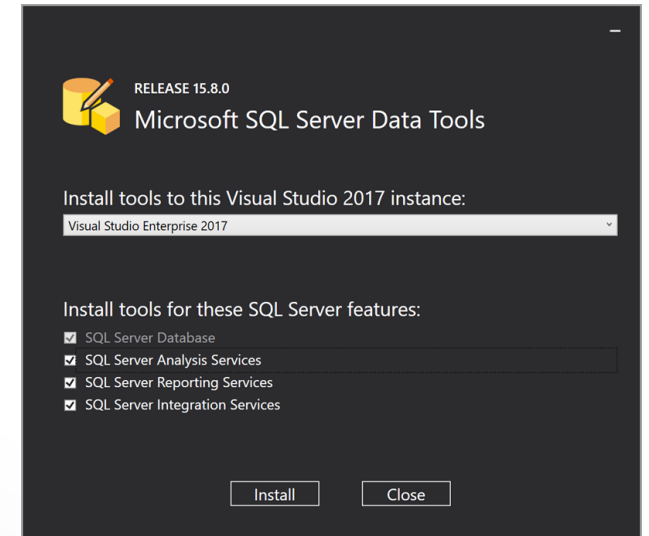 RELEASE 15.8.0
Microsoft SQL Server Data Tools
Install tools to this Visual Studio 2017 instance:
Visual Studio Enterprise 2017
Install tools for these SQL Server features:
SQL Server Database
SQL Server Analysis Services
SQL Server Reporting Services
SQL Server Integration Services
Install Close